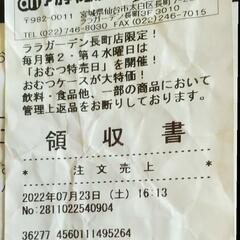 〒982-0011 宮城県仙台市太白区長町7-20-
ララガーデン長町3F 3010
TEL (022-746-8030 FAX (022-246-7015
ララガーデン長町店限定!
毎月第2・第4水曜日は
「おむつ特売日」を開催!
おむつケースが大特価!
飲料・食品他、一部の商品において
管理上返品をお断りしております。
領収書
* 注文売上 *
2022年07月23日(土) 16:13
No:2811022540904
36277 4560111495264